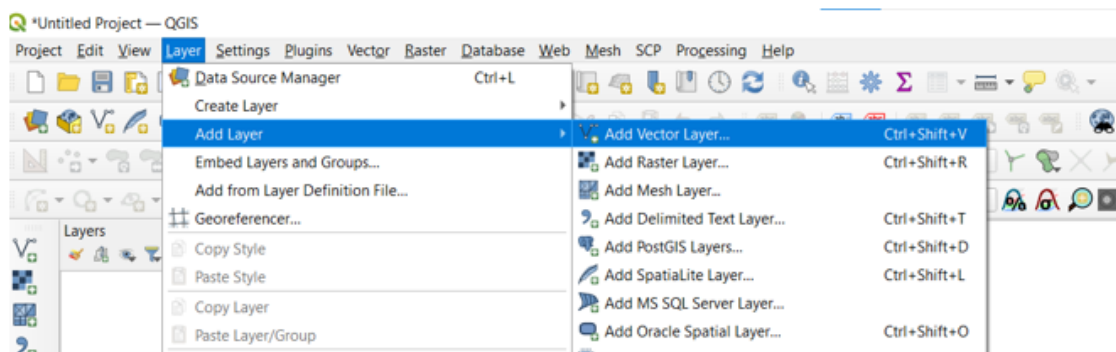 *Untitled Project — QGIS
Project Edit View Layer Settings Plugins Vector Raster Database Web Mesh SCP Processing Help
Data Source Manager Ctrl+L
Create Layer
Add Layer
Add Vector Layer... Ctrl+Shift+V
Embed Layers and Groups...
Add Raster Layer... Ctrl+Shift+R
Add from Layer Definition File...
Add Mesh Layer...
Georeferencer...
Add Delimited Text Layer... Ctrl+Shift+T
Layers
Copy Style
Add PostGIS Layers... Ctrl+Shift+D
Paste Style
Add SpatiaLite Layer... Ctrl+Shift+L
Copy Layer
Add MS SQL Server Layer...
Paste Layer/Group
Add Oracle Spatial Layer... Ctrl+Shift+O